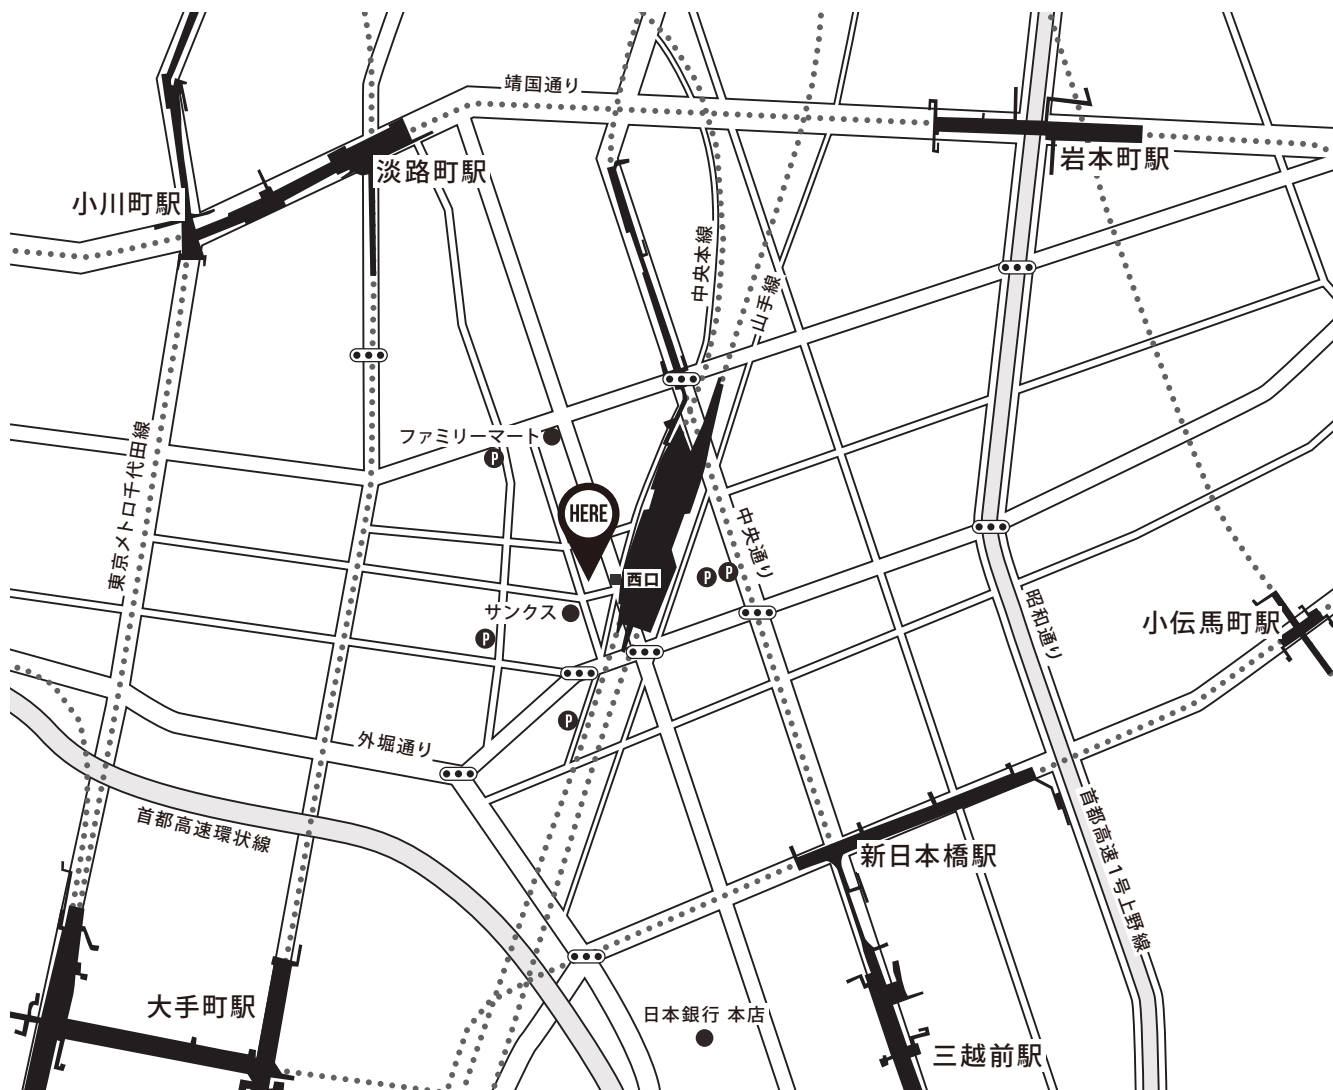 靖国通り
淡路町駅
岩本町駅
小川町駅
中央本線
山手線
ファミリーマート
P
東京メトロ千代田線
HERE
中央通り
西口
P
P
サンクス
P
昭和通り
小伝馬町駅
P
外堀通り
首都高速環状線
首都高速1号上野線
新日本橋駅
大手町駅
日本銀行 本店
三越前駅